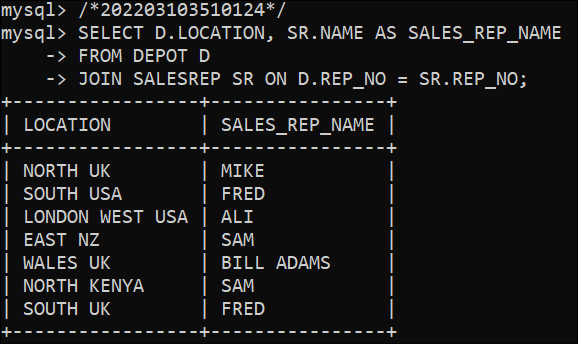 mysql> /*202203103510124*/
mysql> SELECT D.LOCATION, SR.NAME AS SALES_REP_NAME
    -> FROM DEPOT D
    -> JOIN SALESREP SR ON D.REP_NO = SR.REP_NO;
+-----------------+----------------+
| LOCATION        | SALES_REP_NAME |
+-----------------+----------------+
| NORTH UK        | MIKE           |
| SOUTH USA       | FRED           |
| LONDON WEST USA | ALI            |
| EAST NZ         | SAM            |
| WALES UK        | BILL ADAMS     |
| NORTH KENYA     | SAM            |
| SOUTH UK        | FRED           |
+-----------------+----------------+